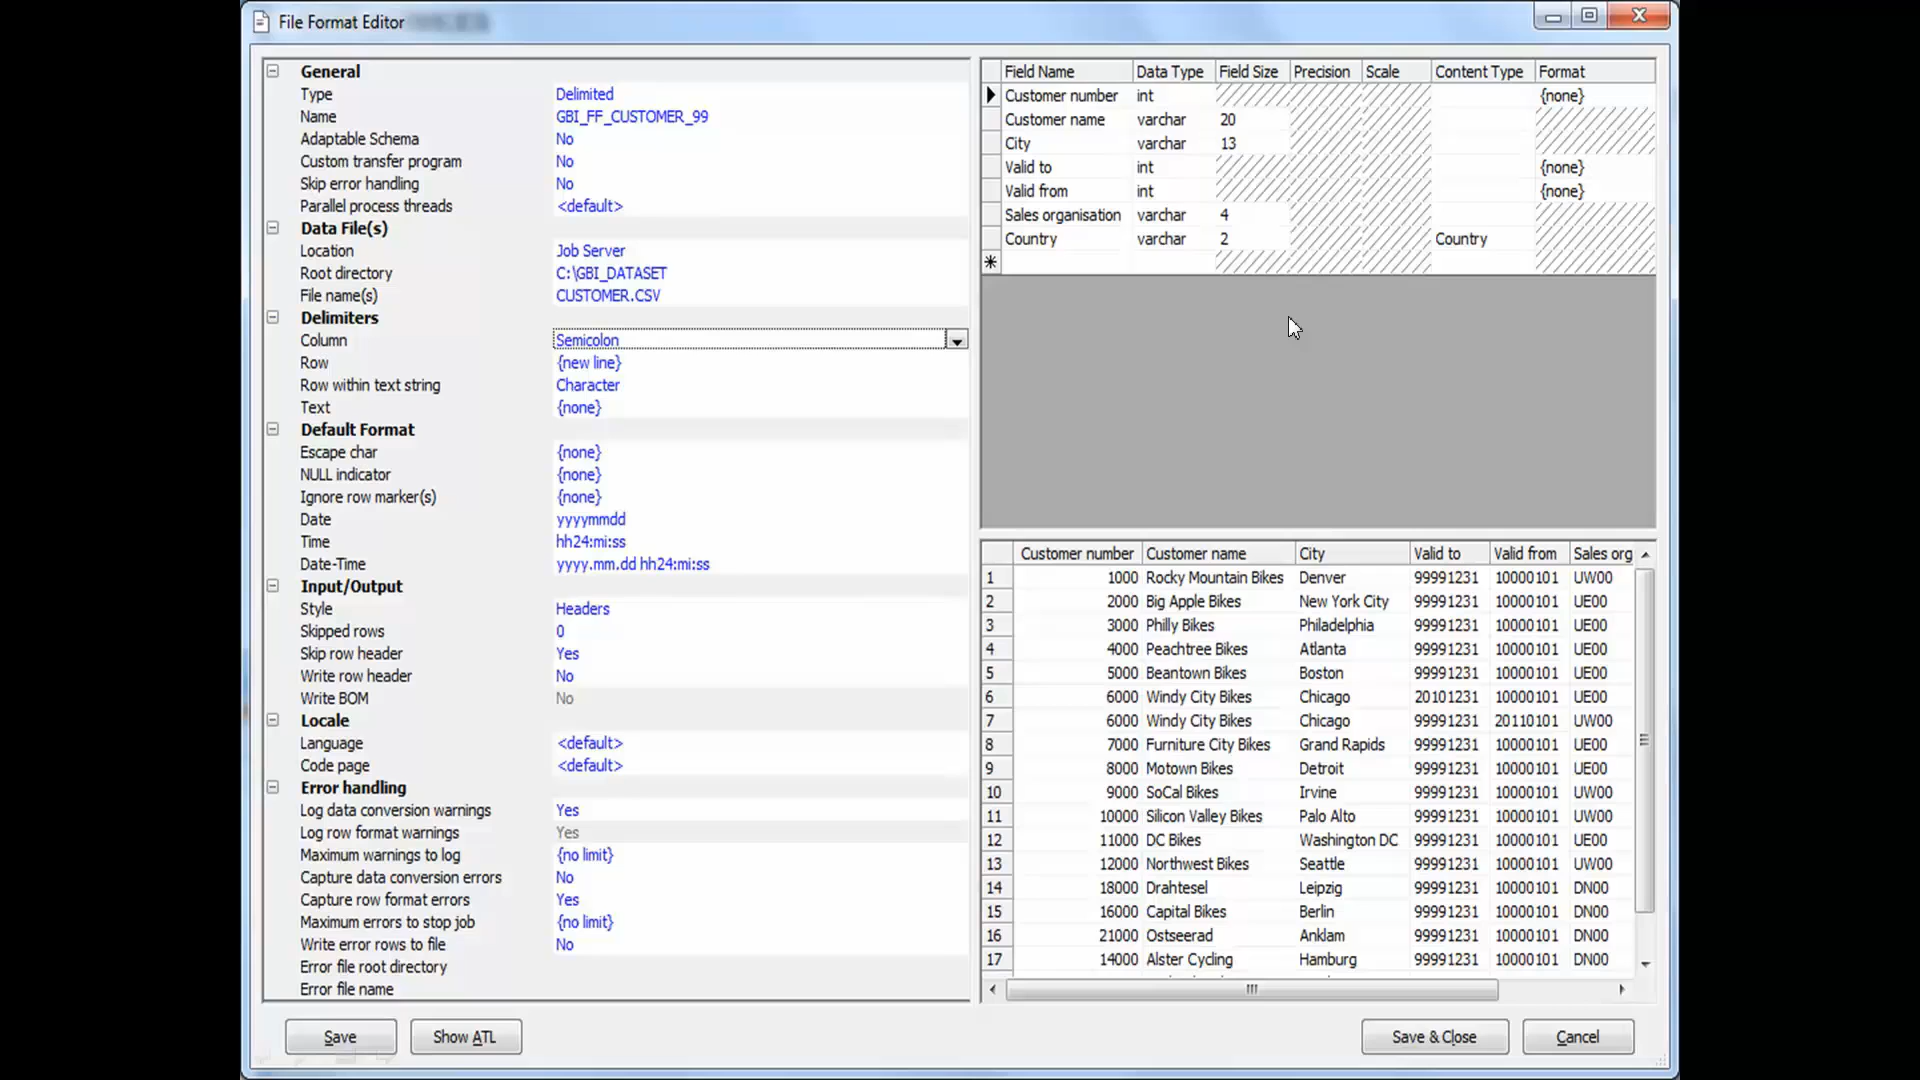 File Format Editor
General
Type Delimited
Name GBI_FF_CUSTOMER_99
Adaptable Schema No
Custom transfer program No
Skip error handling No
Parallel process threads <default>
Data File(s)
Location Job Server
Root directory C:\GBI_DATASET
File name(s) CUSTOMER.CSV
Delimiters
Column Semicolon
Row {new line}
Row within text string Character
Text {none}
Default Format
Escape char {none}
NULL indicator {none}
Ignore row marker(s) {none}
Date yyyymmdd
Time hh24:mi:ss
Date-Time yyyy.mm.dd hh24:mi:ss
Input/Output
Style Headers
Skipped rows 0
Skip row header Yes
Write row header No
Write BOM No
Locale
Language <default>
Code page <default>
Error handling
Log data conversion warnings Yes
Log row format warnings Yes
Maximum warnings to log {no limit}
Capture data conversion errors No
Capture row format errors Yes
Maximum errors to stop job {no limit}
Write error rows to file No
Error file root directory
Error file name
Field Name Data Type Field Size Precision Scale Content Type Format
Customer number int {none}
Customer name varchar 20
City varchar 13
Valid to int {none}
Valid from int {none}
Sales organisation varchar 4
Country varchar 2 Country
Customer number Customer name City Valid to Valid from Sales org
1 1000 Rocky Mountain Bikes Denver 99991231 10000101 UW00
2 2000 Big Apple Bikes New York City 99991231 10000101 UE00
3 3000 Philly Bikes Philadelphia 99991231 10000101 UE00
4 4000 Peachtree Bikes Atlanta 99991231 10000101 UE00
5 5000 Beantown Bikes Boston 99991231 10000101 UE00
6 6000 Windy City Bikes Chicago 20101231 10000101 UE00
7 6000 Windy City Bikes Chicago 99991231 20110101 UW00
8 7000 Furniture City Bikes Grand Rapids 99991231 10000101 UE00
9 8000 Motown Bikes Detroit 99991231 10000101 UE00
10 9000 SoCal Bikes Irvine 99991231 10000101 UW00
11 10000 Silicon Valley Bikes Palo Alto 99991231 10000101 UW00
12 11000 DC Bikes Washington DC 99991231 10000101 UE00
13 12000 Northwest Bikes Seattle 99991231 10000101 UW00
14 18000 Drahtesel Leipzig 99991231 10000101 DN00
15 16000 Capital Bikes Berlin 99991231 10000101 DN00
16 21000 Ostseerad Anklam 99991231 10000101 DN00
17 14000 Alster Cycling Hamburg 99991231 10000101 DN00
Save Show ATL Save & Close Cancel